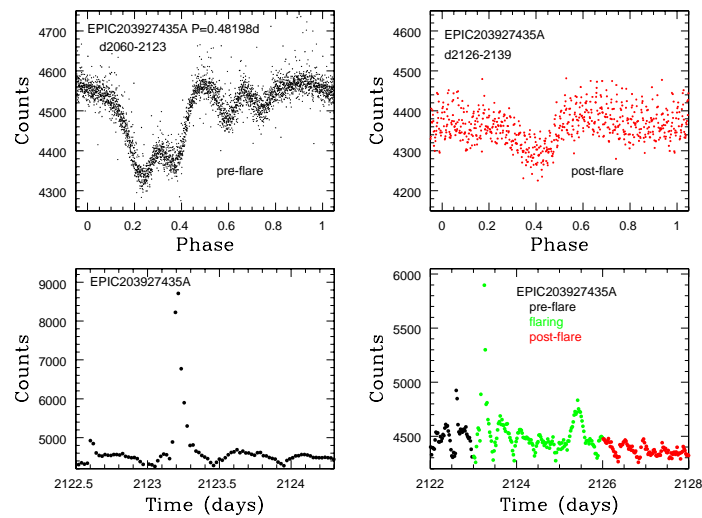 EPIC203927435A P=0.48198d
d2060-2123
4700
4600
4500
4400
4300
Counts
pre-flare
0
0.2
0.4
0.6
0.8
1
Phase
EPIC203927435A
d2126-2139
4600
4500
4400
4300
4200
Counts
post-flare
0
0.2
0.4
0.6
0.8
1
Phase
EPIC203927435A
9000
8000
7000
6000
5000
Counts
2122.5
2123
2123.5
2124
Time (days)
6000
5500
5000
4500
Counts
EPIC203927435A
pre-flare
flaring
post-flare
2122
2124
2126
2128
Time (days)